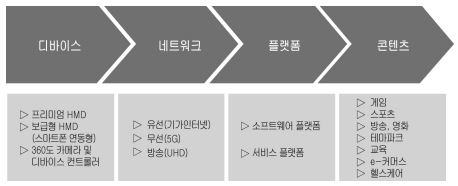 디바이스
네트워크
플랫폼
콘텐츠
▷ 프리미엄 HMD
▷ 보급형 HMD
(스마트폰 연동형)
▷ 360도 카메라 및
디바이스 컨트롤러
▷ 유선(기가인터넷)
▷ 무선(5G)
▷ 방송(UHD)
▷ 소프트웨어 플랫폼
▷ 서비스 플랫폼
▷ 게임
▷ 스포츠
▷ 방송, 영화
▷ 테마파크
▷ 교육
▷ e-커머스
▷ 헬스케어